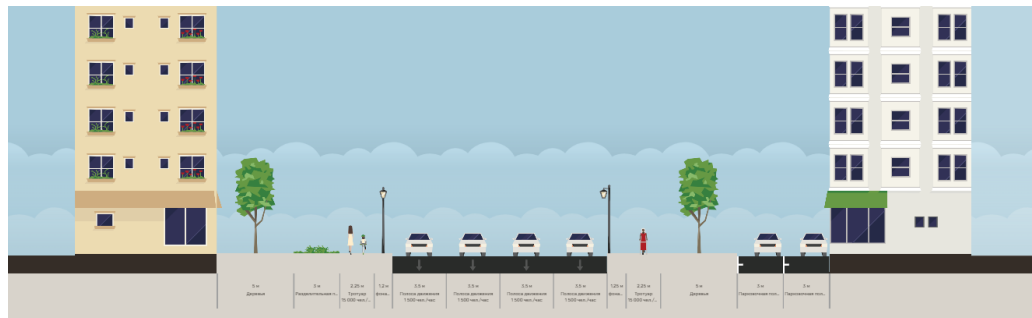 5 м
Деревья
3 м
Разделительная п...
2.25 м
Тротуар
15 000 чел./...
1.2 м
фона...
3.5 м
Полоса движения
1 500 чел./час
3.5 м
Полоса движения
1 500 чел./час
3.5 м
Полоса движения
1 500 чел./час
3.5 м
Полоса движения
1 500 чел./час
1.25 м
фона...
2.25 м
Тротуар
15 000 чел./...
5 м
Деревья
3 м
Парковочная пол...
3 м
Парковочная пол...